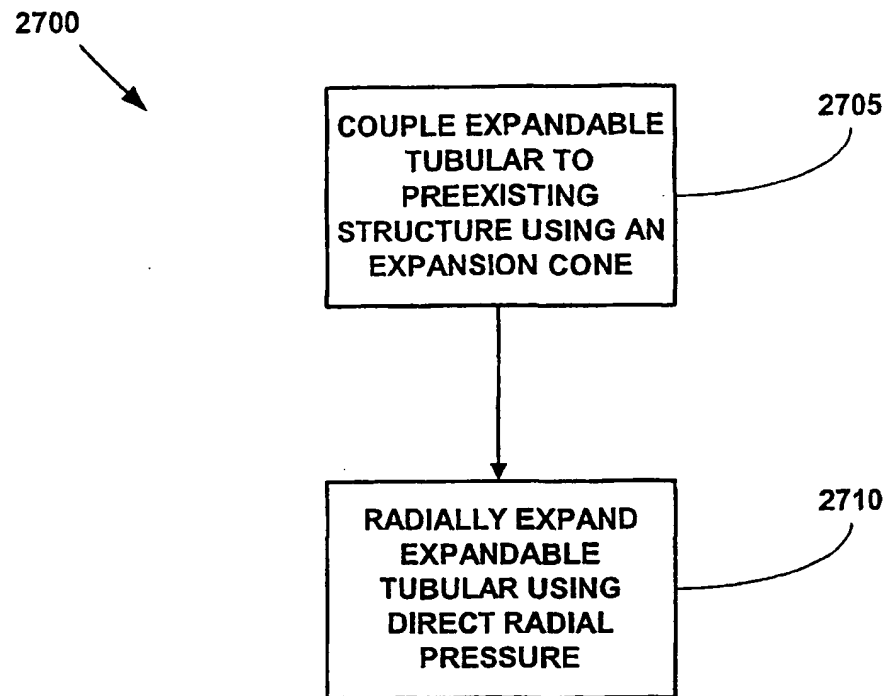 2700
2705
COUPLE EXPANDABLE
TUBULAR TO
PREEXISTING
STRUCTURE USING AN
EXPANSION CONE
2710
RADIALLY EXPAND
EXPANDABLE
TUBULAR USING
DIRECT RADIAL
PRESSURE